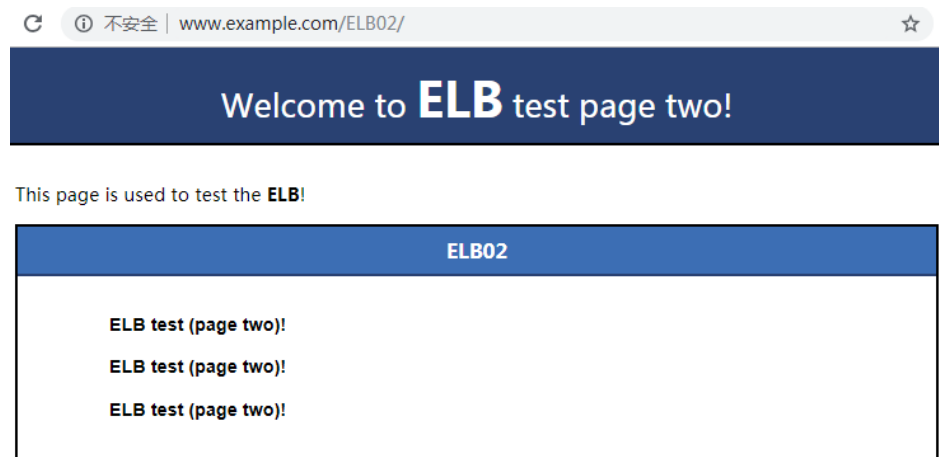 不安全 | www.example.com/ELB02/
Welcome to ELB test page two!
This page is used to test the ELB!
ELB02
ELB test (page two)!
ELB test (page two)!
ELB test (page two)!